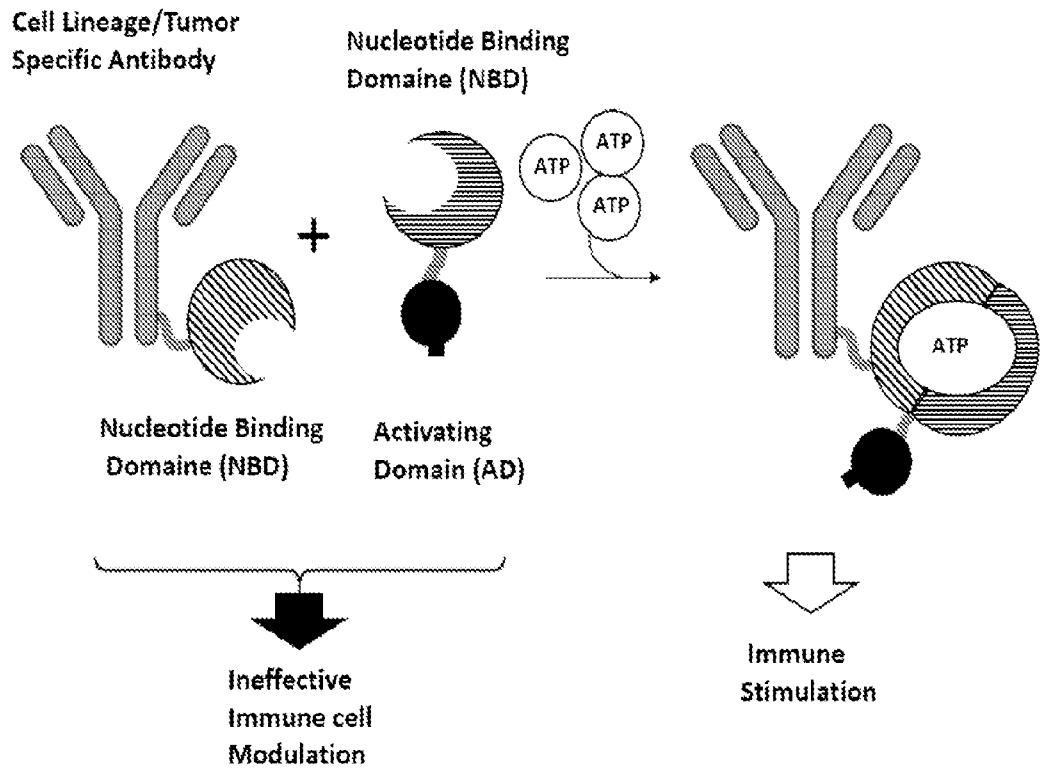 Cell Lineage/Tumor
Specific Antibody
Nucleotide Binding
Domaine (NBD)
ATP
ATP
ATP
+
ATP
Nucleotide Binding
Domaine (NBD)
Activating
Domain (AD)
Ineffective
Immune cell
Modulation
Immune
Stimulation